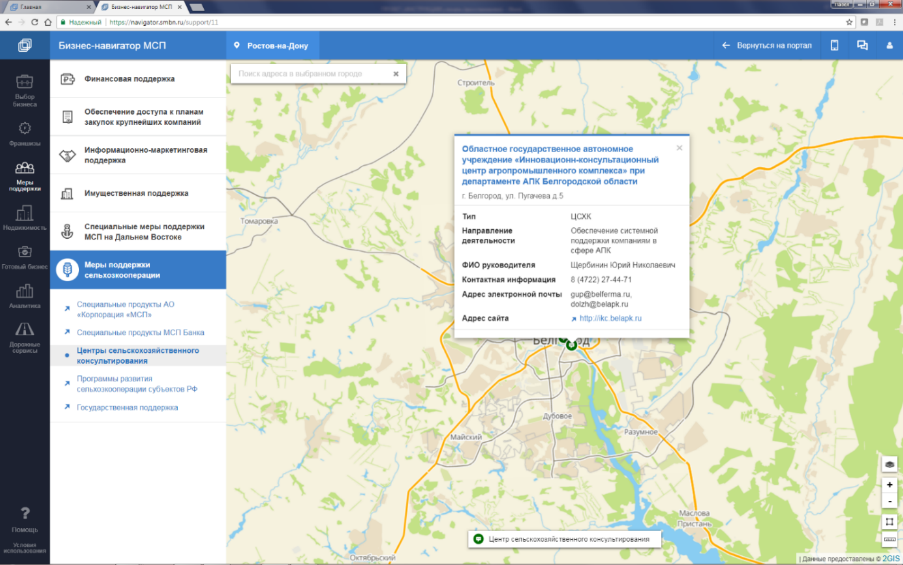 Главная
Бизнес-навигатор МСП
Надежный | https://navigator.smbn.ru/support/11
Бизнес-навигатор МСП
Ростов-на-Дону
Вернуться на портал
Выбор
бизнеса
Франшизы
Меры
поддержки
Недвижимость
Готовый бизнес
Аналитика
Дорожные
сервисы
Помощь
Условия
использования
Финансовая поддержка
Обеспечение доступа к планам
закупок крупнейших компаний
Информационно-маркетинговая
поддержка
Имущественная поддержка
Специальные меры поддержки
МСП на Дальнем Востоке
Меры поддержки
сельхозкооперации
Специальные продукты АО
«Корпорация «МСП»
Специальные продукты МСП Банка
Центры сельскохозяйственного
консультирования
Программы развития
сельхозкооперации субъектов РФ
Государственная поддержка
Поиск адреса в выбранном городе
Строитель
Томаровка
Областное государственное автономное
учреждение «Инновационн-консультационный
центр агропромышленного комплекса» при
департаменте АПК Белгородской области
г. Белгород, ул. Пугачева д.5
Тип ЦСХК
Направление деятельности Обеспечение системной
поддержки компаниям в
сфере АПК
ФИО руководителя Щербинин Юрий Николаевич
Контактная информация 8 (4722) 27-44-71
Адрес электронной почты gup@belferma.ru,
dolzh@belapk.ru
Адрес сайта http://ikc.belapk.ru
Белгород
Дубовое
Майский
Разумное
Маслова
Пристань
Октябрьский
Центр сельскохозяйственного консультирования
Данные предоставлены © 2GIS